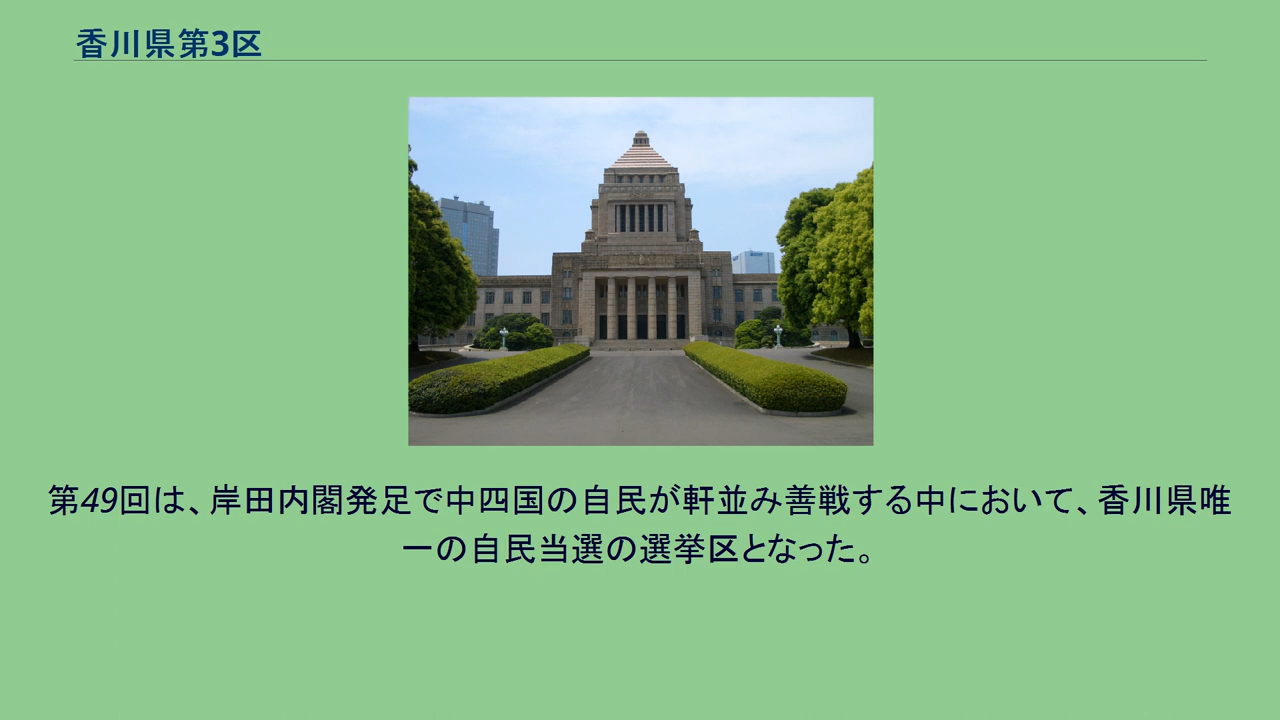 香川県第3区
第49回は、岸田内閣発足で中四国の自民が軒並み善戦する中において、香川県唯
一の自民当選の選挙区となった。